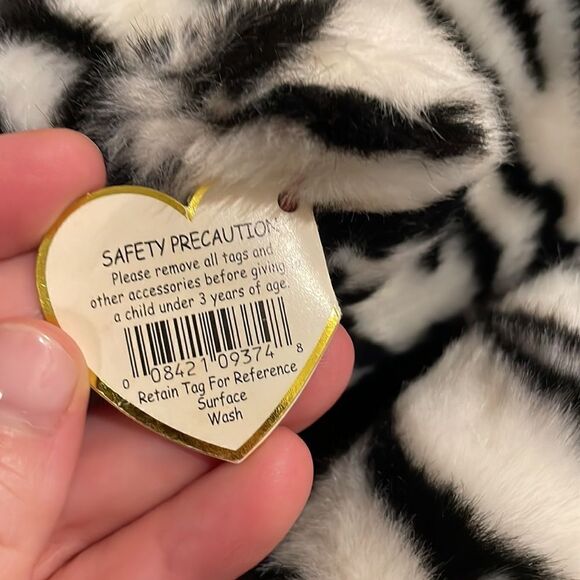 SAFETY PRECAUTION
Please remove all tags and
other accessories before giving
a child under 3 years of age.
0 08421 09374 8
Retain Tag For Reference
Surface
Wash